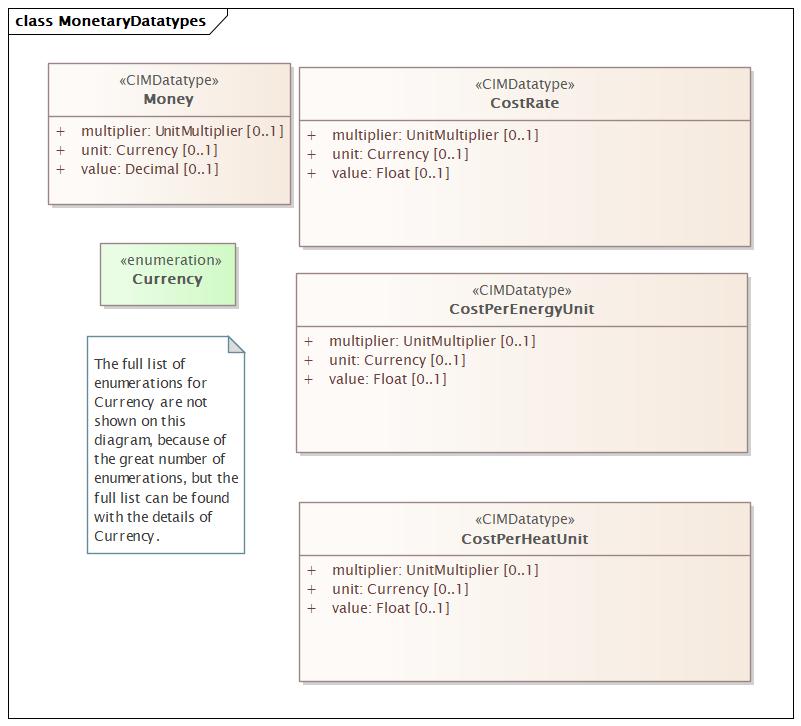 class MonetaryDatatypes
«CIMDatatype»
Money
+ multiplier: UnitMultiplier [0..1]
+ unit: Currency [0..1]
+ value: Decimal [0..1]
«CIMDatatype»
CostRate
+ multiplier: UnitMultiplier [0..1]
+ unit: Currency [0..1]
+ value: Float [0..1]
«enumeration»
Currency
«CIMDatatype»
CostPerEnergyUnit
+ multiplier: UnitMultiplier [0..1]
+ unit: Currency [0..1]
+ value: Float [0..1]
The full list of
enumerations for
Currency are not
shown on this
diagram, because of
the great number of
enumerations, but the
full list can be found
with the details of
Currency.
«CIMDatatype»
CostPerHeatUnit
+ multiplier: UnitMultiplier [0..1]
+ unit: Currency [0..1]
+ value: Float [0..1]